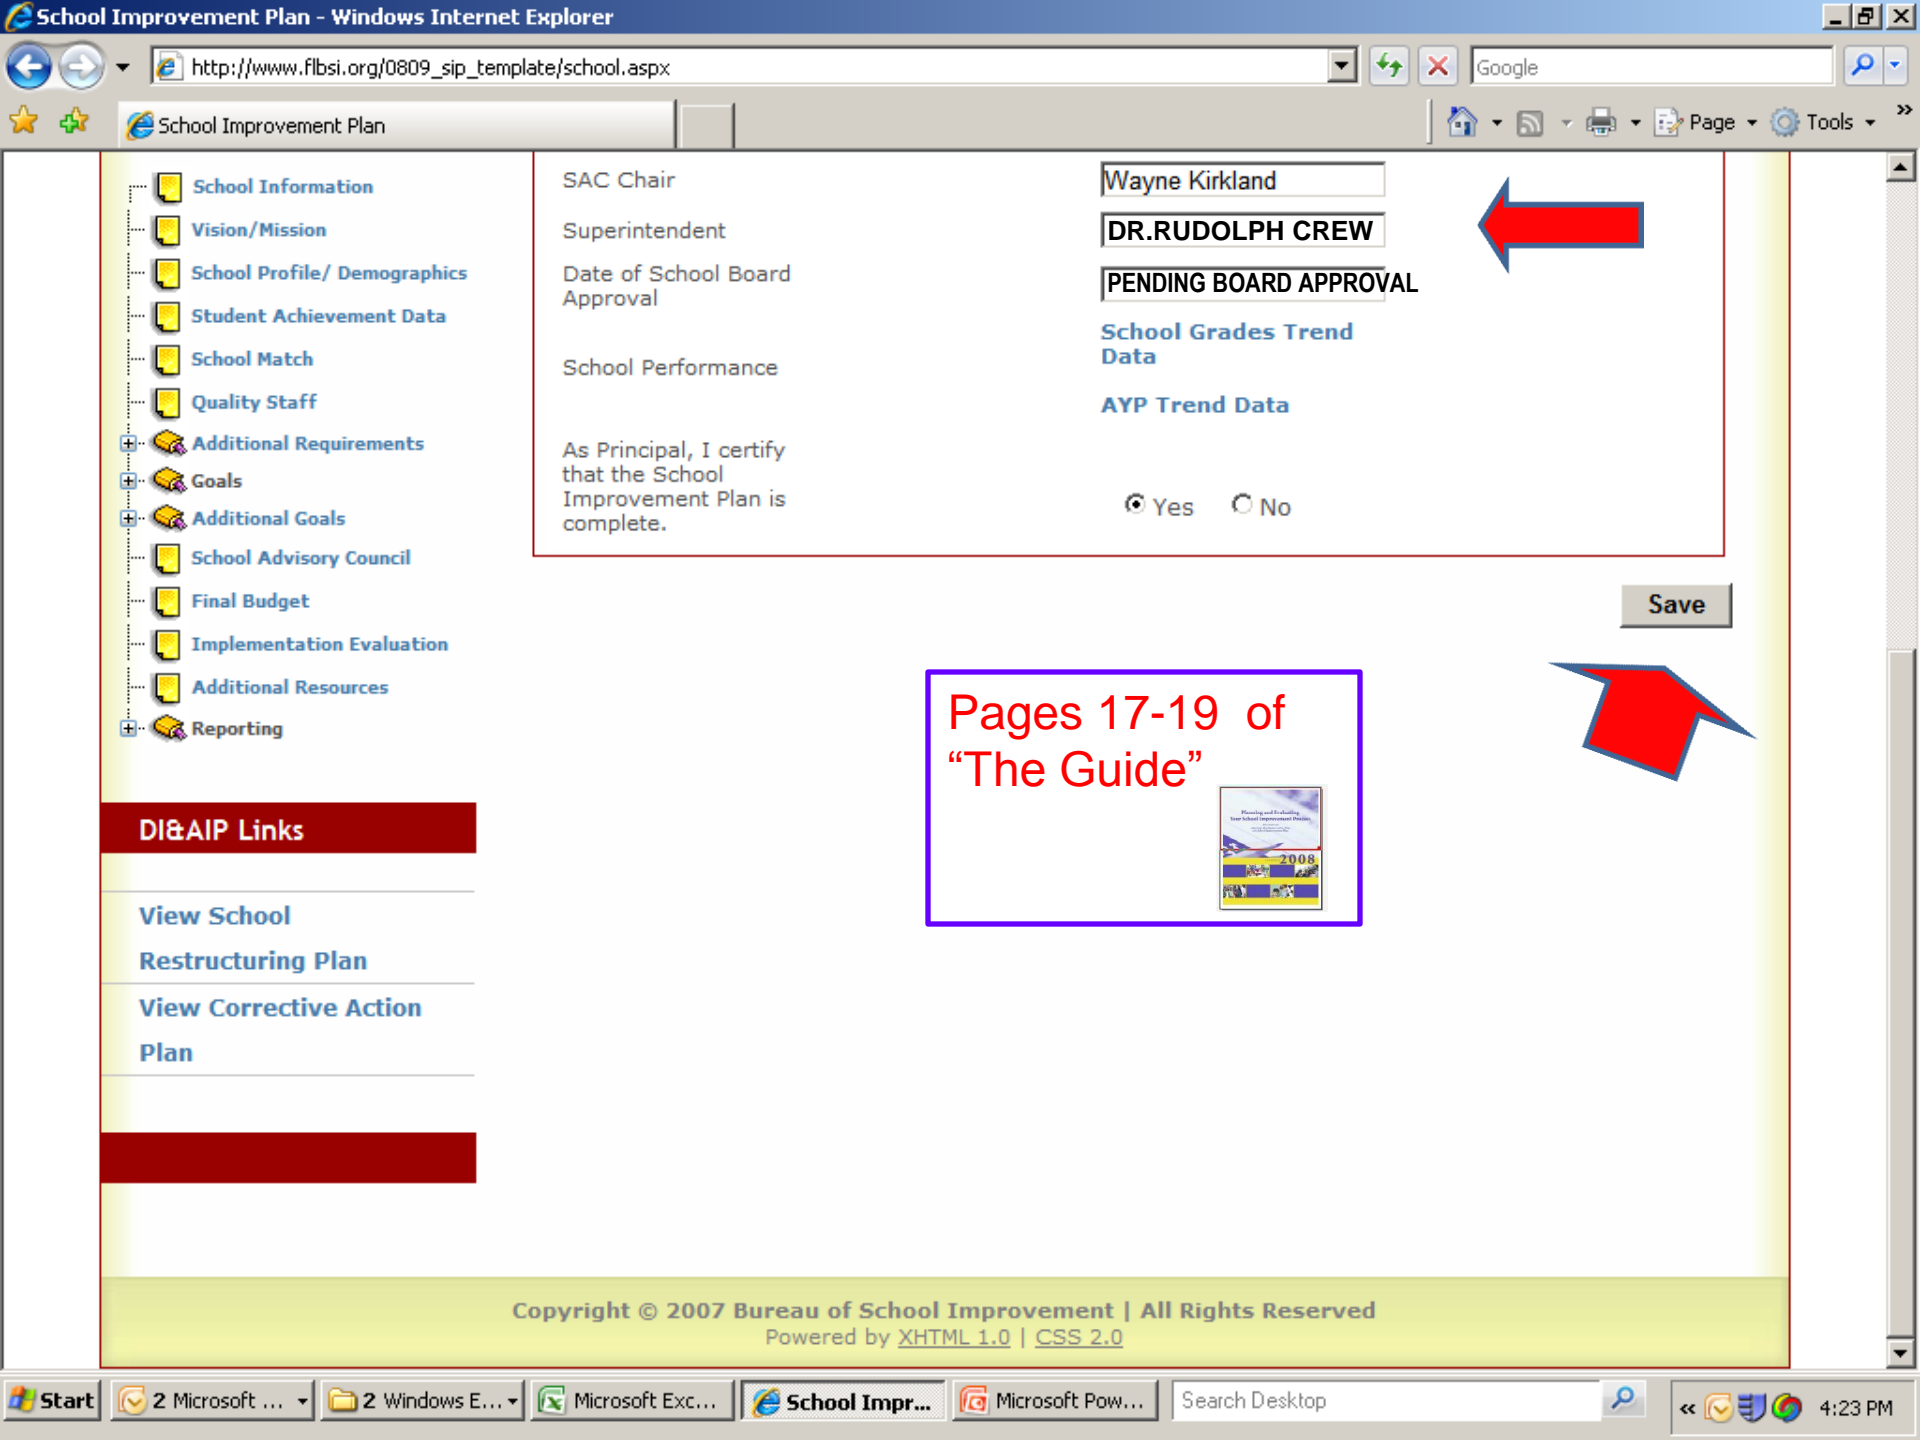 School Improvement Plan - Windows Internet Explorer
http://www.flbsi.org/0809_sip_template/school.aspx
Google
School Improvement Plan
Page
Tools
»
School Information
Vision/Mission
School Profile/ Demographics
Student Achievement Data
School Match
Quality Staff
Additional Requirements
Goals
Additional Goals
School Advisory Council
Final Budget
Implementation Evaluation
Additional Resources
Reporting
DI&AIP Links
View School
Restructuring Plan
View Corrective Action
Plan
SAC Chair
Wayne Kirkland
Superintendent
DR.RUDOLPH CREW
Date of School Board
Approval
PENDING BOARD APPROVAL
School Performance
School Grades Trend
Data
AYP Trend Data
As Principal, I certify
that the School
Improvement Plan is
complete.
Yes
No
Save
Pages 17-19 of
“The Guide”
Planning and Evaluating
Your School Improvement Process
2008
Copyright © 2007 Bureau of School Improvement | All Rights Reserved
Powered by XHTML 1.0 | CSS 2.0
Start
2 Microsoft ...
2 Windows E...
Microsoft Exc...
School Impr...
Microsoft Pow...
Search Desktop
«
4:23 PM